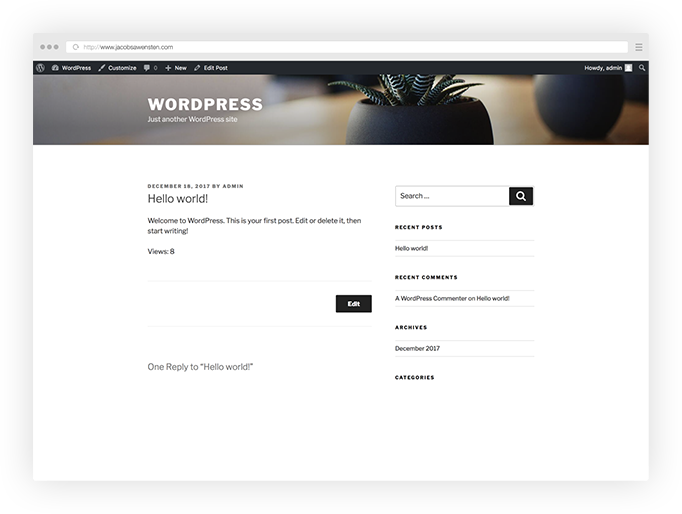 http://www.jacobsawensten.com
WordPress Customize 0 New Edit Post Howdy, admin
WORDPRESS
Just another WordPress site
DECEMBER 18, 2017 BY ADMIN
Hello world!
Welcome to WordPress. This is your first post. Edit or delete it, then
start writing!
Views: 8
Edit
One Reply to “Hello world!”
Search …
RECENT POSTS
Hello world!
RECENT COMMENTS
A WordPress Commenter on Hello world!
ARCHIVES
December 2017
CATEGORIES